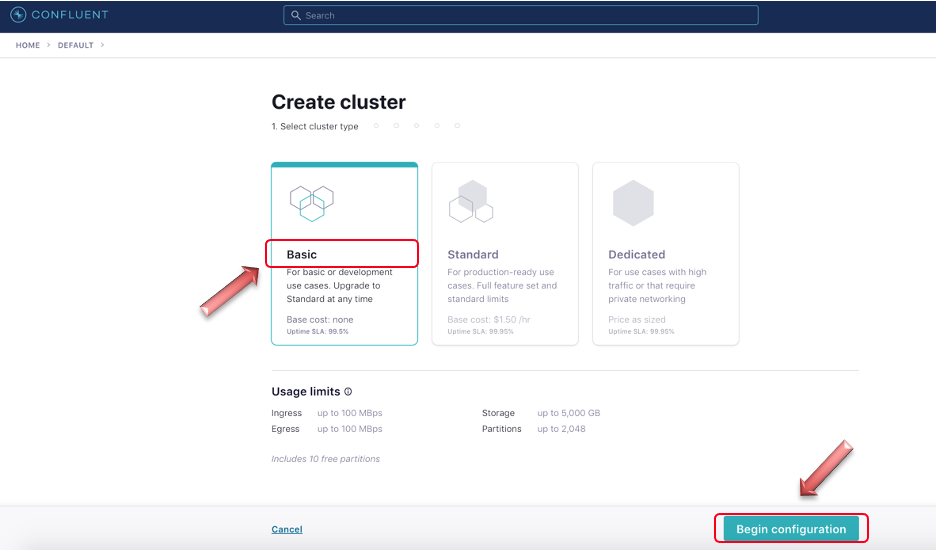 CONFLUENT
Search
HOME > DEFAULT >
Create cluster
1. Select cluster type
Basic
For basic or development
use cases. Upgrade to
Standard at any time
Base cost: none
Uptime SLA: 99.5%
Standard
For production-ready use
cases. Full feature set and
standard limits
Base cost: $1.50 /hr
Uptime SLA: 99.95%
Dedicated
For use cases with high
traffic or that require
private networking
Price as sized
Uptime SLA: 99.95%
Usage limits
Ingress up to 100 MBps
Egress up to 100 MBps
Storage up to 5,000 GB
Partitions up to 2,048
Includes 10 free partitions
Cancel
Begin configuration